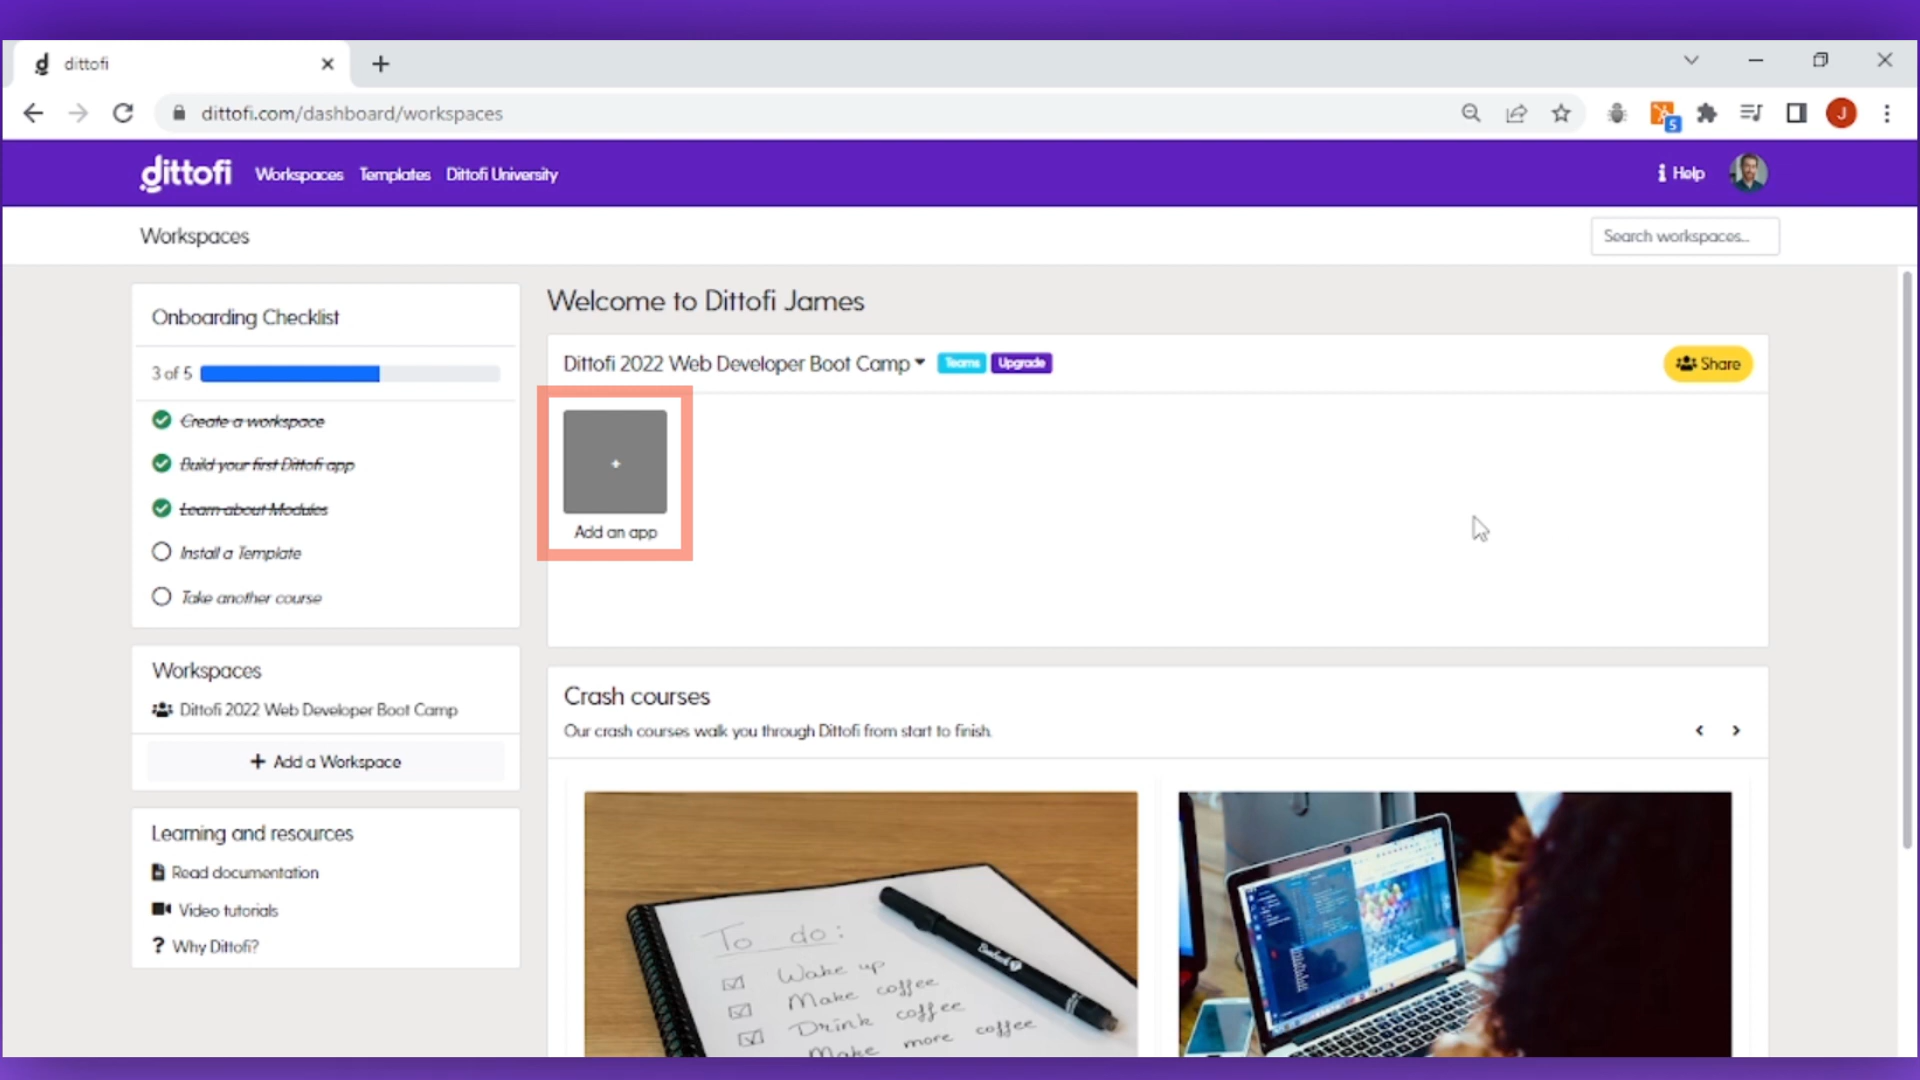 dittofi
dittofi.com/dashboard/workspaces
5
J
dittofi
Workspaces
Templates
Dittofi University
Help
Workspaces
Search workspaces...
Onboarding Checklist
3 of 5
Create a workspace
Build your first Dittofi app
Learn about Modules
Install a Template
Take another course
Workspaces
Dittofi 2022 Web Developer Boot Camp
+ Add a Workspace
Learning and resources
Read documentation
Video tutorials
? Why Dittofi?
Welcome to Dittofi James
Dittofi 2022 Web Developer Boot Camp
Teams
Upgrade
Share
+
Add an app
Crash courses
Our crash courses walk you through Dittofi from start to finish.
To do:
Wake up
Make coffee
Drink coffee
Make more coffee